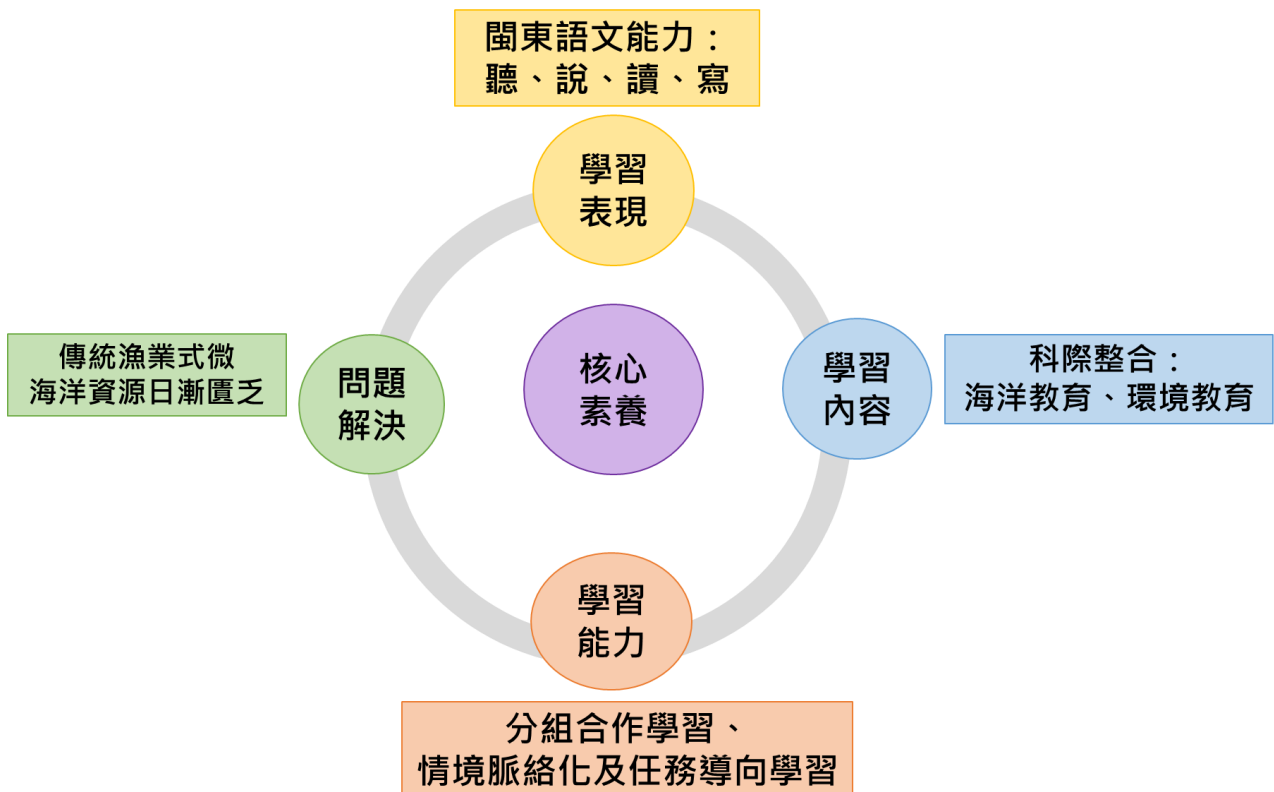 閩東語文能力：
聽、說、讀、寫
學習
表現
傳統漁業式微
海洋資源日漸匱乏
問題
解決
核心
素養
學習
內容
科際整合：
海洋教育、環境教育
學習
能力
分組合作學習、
情境脈絡化及任務導向學習